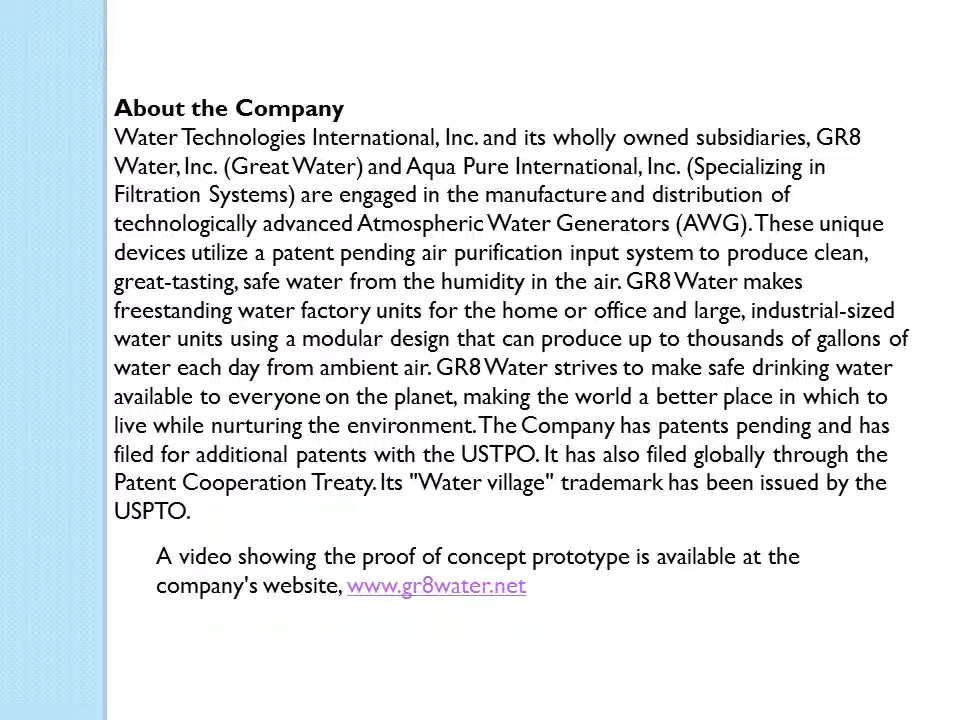 About the Company
Water Technologies International, Inc. and its wholly owned subsidiaries, GR8
Water, Inc. (Great Water) and Aqua Pure International, Inc. (Specializing in
Filtration Systems) are engaged in the manufacture and distribution of
technologically advanced Atmospheric Water Generators (AWG). These unique
devices utilize a patent pending air purification input system to produce clean,
great-tasting, safe water from the humidity in the air. GR8 Water makes
freestanding water factory units for the home or office and large, industrial-sized
water units using a modular design that can produce up to thousands of gallons of
water each day from ambient air. GR8 Water strives to make safe drinking water
available to everyone on the planet, making the world a better place in which to
live while nurturing the environment. The Company has patents pending and has
filed for additional patents with the USTPO. It has also filed globally through the
Patent Cooperation Treaty. Its "Water village" trademark has been issued by the
USPTO.
A video showing the proof of concept prototype is available at the
company's website, www.gr8water.net